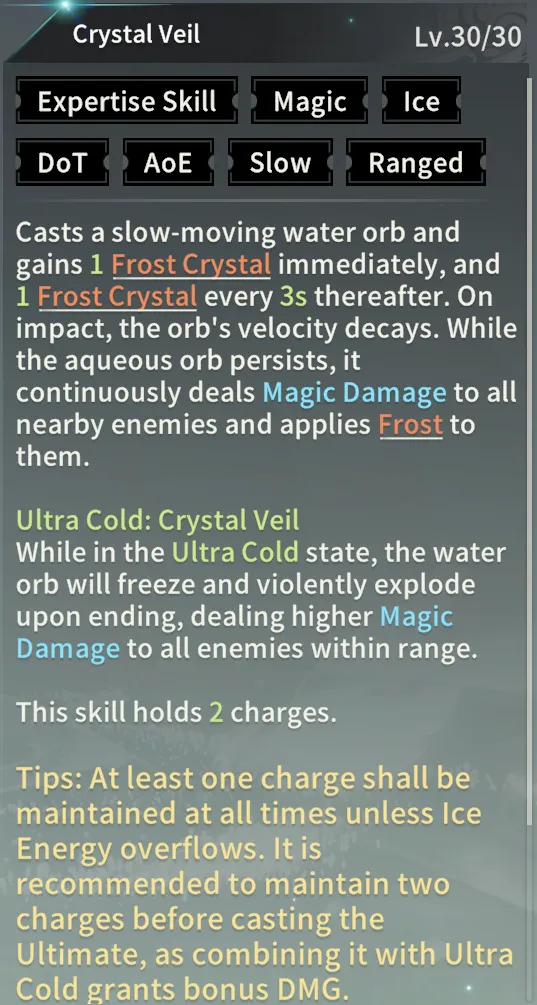 Crystal Veil Lv.30/30
Expertise Skill Magic Ice
DoT AoE Slow Ranged
Casts a slow-moving water orb and
gains 1 Frost Crystal immediately, and
1 Frost Crystal every 3s thereafter. On
impact, the orb's velocity decays. While
the aqueous orb persists, it
continuously deals Magic Damage to all
nearby enemies and applies Frost to
them.
Ultra Cold: Crystal Veil
While in the Ultra Cold state, the water
orb will freeze and violently explode
upon ending, dealing higher Magic
Damage to all enemies within range.
This skill holds 2 charges.
Tips: At least one charge shall be
maintained at all times unless Ice
Energy overflows. It is
recommended to maintain two
charges before casting the
Ultimate, as combining it with Ultra
Cold grants bonus DMG.